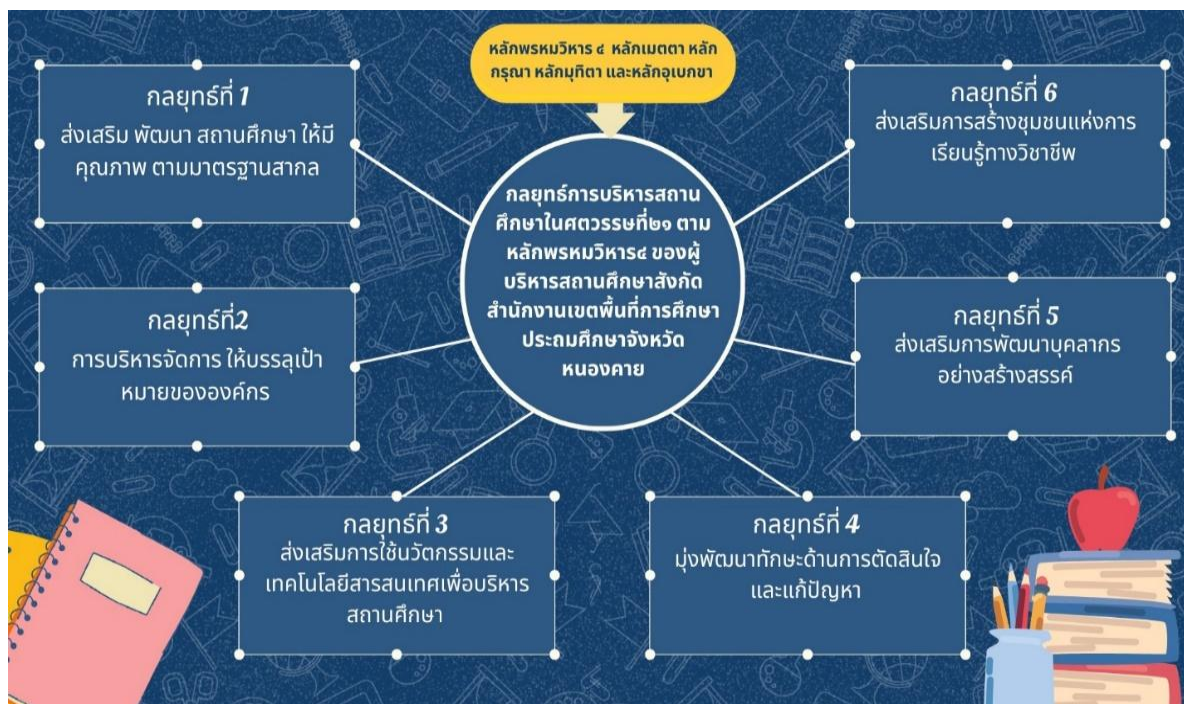 หลักพรหมวิหาร ๔ หลักเมตตา หลัก
กรุณา หลักมุทิตา และหลักอุเบกขา
กลยุทธ์การบริหารสถาน
ศึกษาในศตวรรษที่๒๑ ตาม
หลักพรหมวิหาร๔ ของผู้
บริหารสถานศึกษาสังกัด
สำนักงานเขตพื้นที่การศึกษา
ประถมศึกษาจังหวัด
หนองคาย
กลยุทธ์ที่ 1
ส่งเสริม พัฒนา สถานศึกษา ให้มี
คุณภาพ ตามมาตรฐานสากล
กลยุทธ์ที่2
การบริหารจัดการ ให้บรรลุเป้า
หมายขององค์กร
กลยุทธ์ที่ 3
ส่งเสริมการใช้นวัตกรรมและ
เทคโนโลยีสารสนเทศเพื่อบริหาร
สถานศึกษา
กลยุทธ์ที่ 4
มุ่งพัฒนาทักษะด้านการตัดสินใจ
และแก้ปัญหา
กลยุทธ์ที่ 5
ส่งเสริมการพัฒนาบุคลากร
อย่างสร้างสรรค์
กลยุทธ์ที่ 6
ส่งเสริมการสร้างชุมชนแห่งการ
เรียนรู้ทางวิชาชีพ